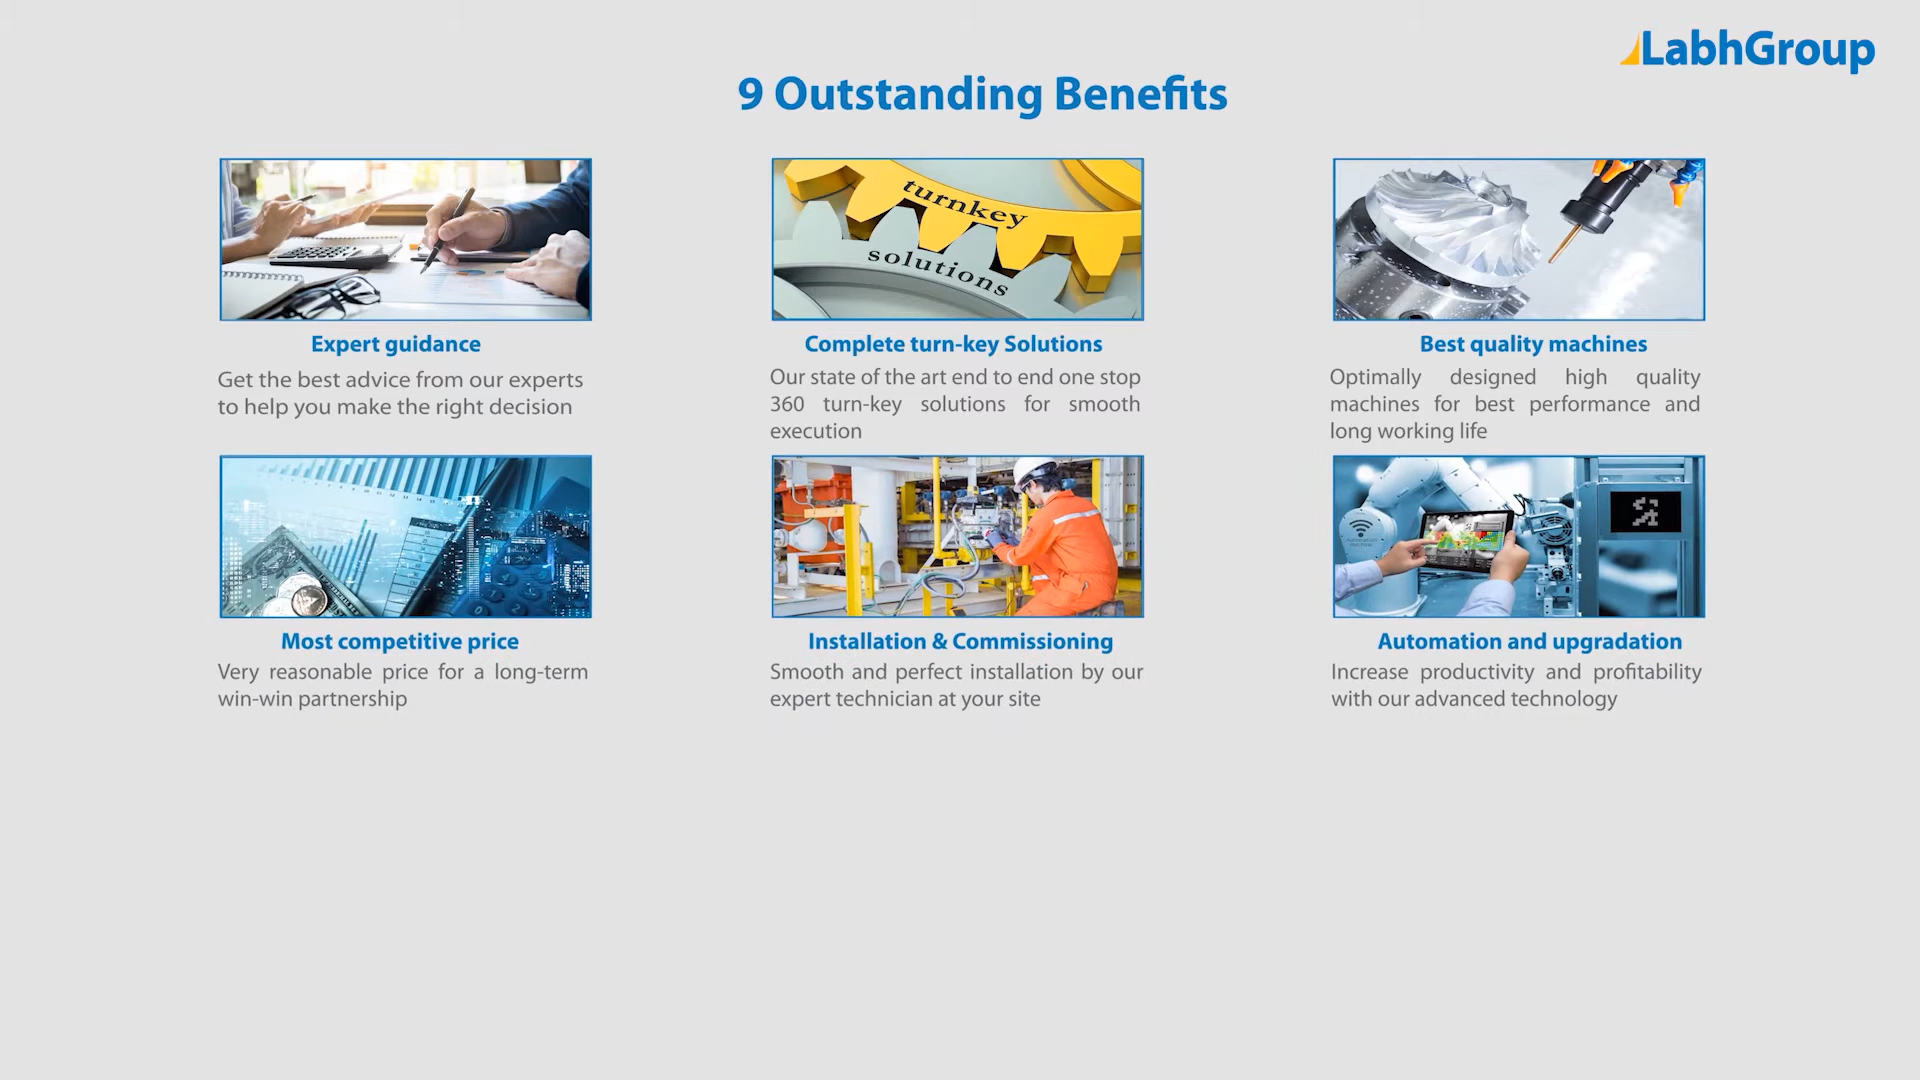 LabhGroup
9 Outstanding Benefits
turnkey
solutions
Expert guidance
Get the best advice from our experts
to help you make the right decision
Complete turn-key Solutions
Our state of the art end to end one stop
360 turn-key solutions for smooth
execution
Best quality machines
Optimally designed high quality
machines for best performance and
long working life
Most competitive price
Very reasonable price for a long-term
win-win partnership
Installation & Commissioning
Smooth and perfect installation by our
expert technician at your site
Automation and upgradation
Increase productivity and profitability
with our advanced technology